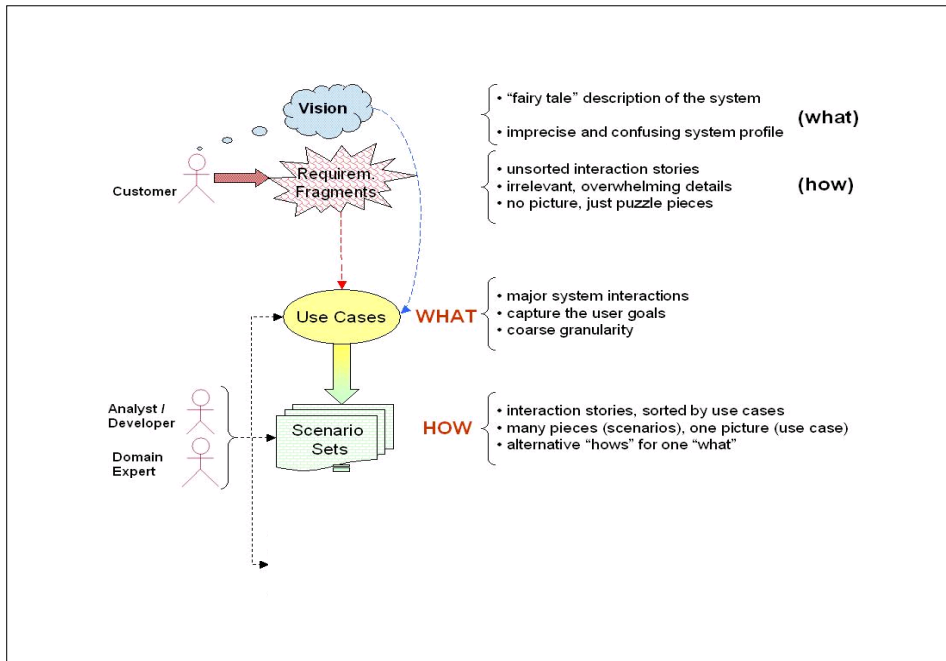 Vision
• “fairy tale” description of the system
(what)
• imprecise and confusing system profile
Customer
Requirem.
Fragments
• unsorted interaction stories
• irrelevant, overwhelming details
• no picture, just puzzle pieces
(how)
Use Cases
WHAT
• major system interactions
• capture the user goals
• coarse granularity
Analyst /
Developer
Domain
Expert
Scenario
Sets
HOW
• interaction stories, sorted by use cases
• many pieces (scenarios), one picture (use case)
• alternative “hows” for one “what”